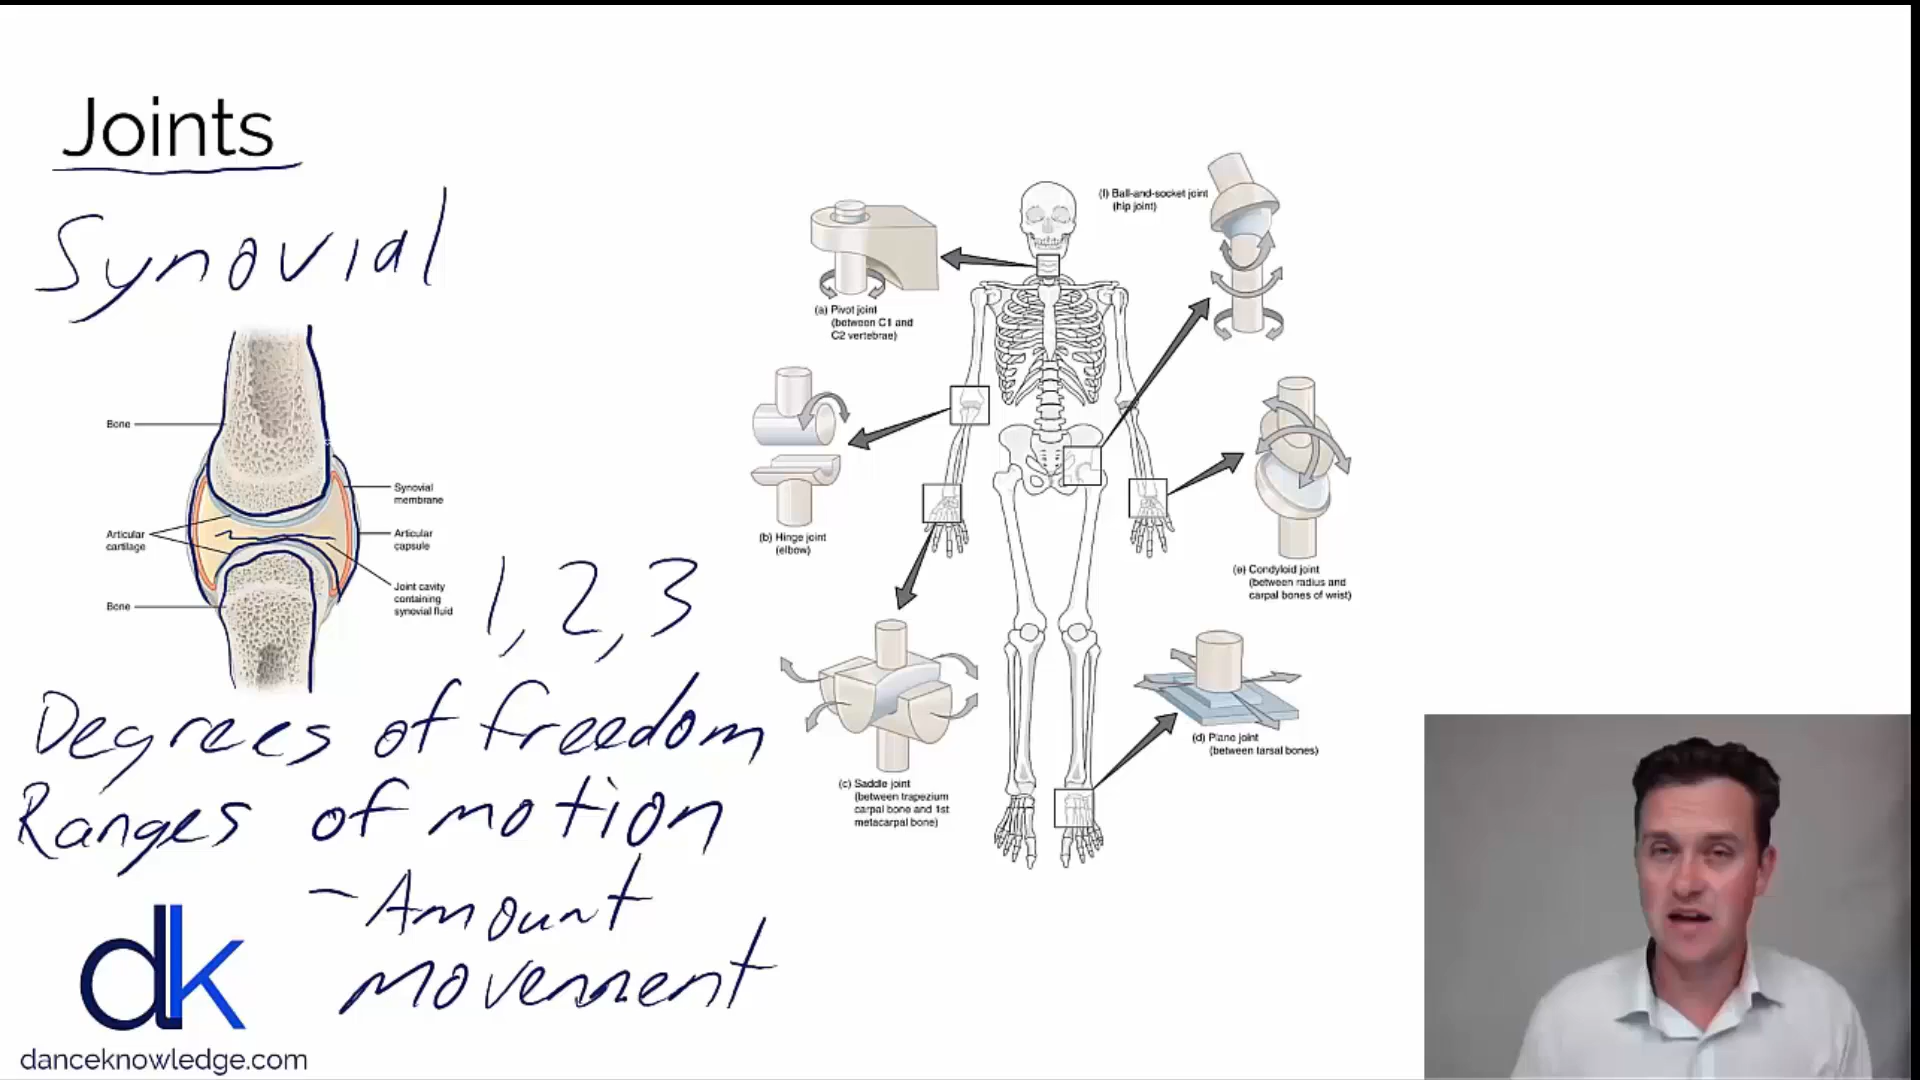 Joints
Synovial
Bone
Synovial
membrane
Articular
cartilage
Articular
capsule
Joint cavity
containing
synovial fluid
Bone
1, 2, 3
Degrees of freedom
Ranges of motion
- Amount
movement
dk
danceknowledge.com
(a) Pivot joint
(between C1 and
C2 vertebrae)
(f) Ball-and-socket joint
(hip joint)
(b) Hinge joint
(elbow)
(e) Condyloid joint
(between radius and
carpal bones of wrist)
(c) Saddle joint
(between trapezium
carpal bone and 1st
metacarpal bone)
(d) Plane joint
(between tarsal bones)